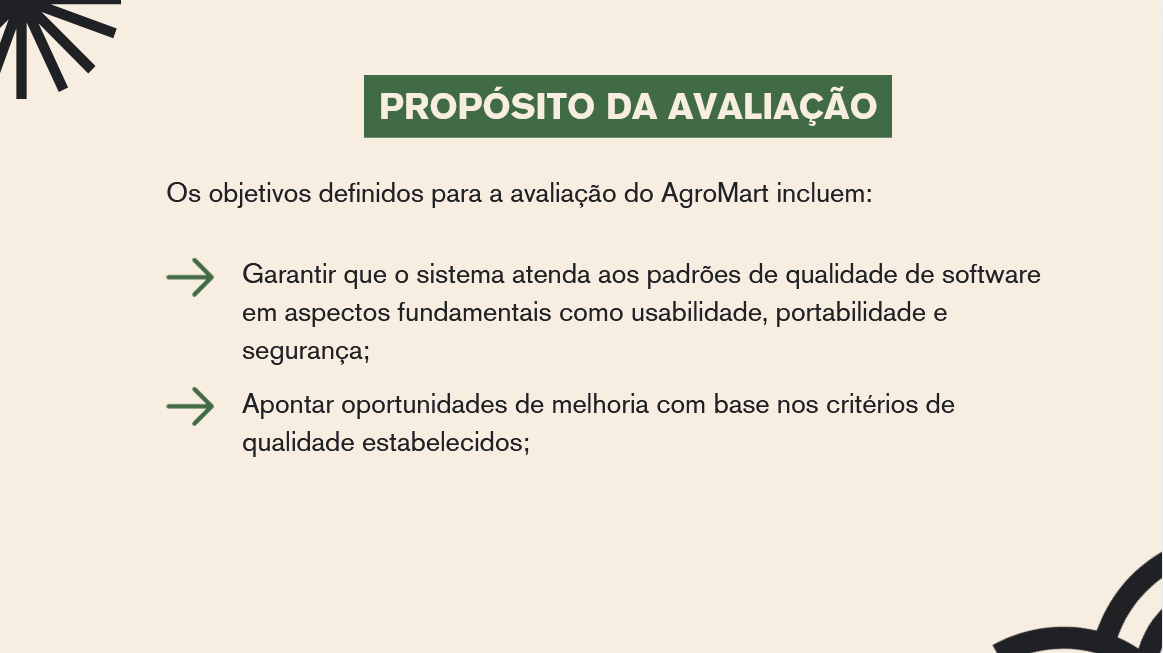 PROPÓSITO DA AVALIAÇÃO
Os objetivos definidos para a avaliação do AgroMart incluem:
Garantir que o sistema atenda aos padrões de qualidade de software
em aspectos fundamentais como usabilidade, portabilidade e
segurança;
Apontar oportunidades de melhoria com base nos critérios de
qualidade estabelecidos;